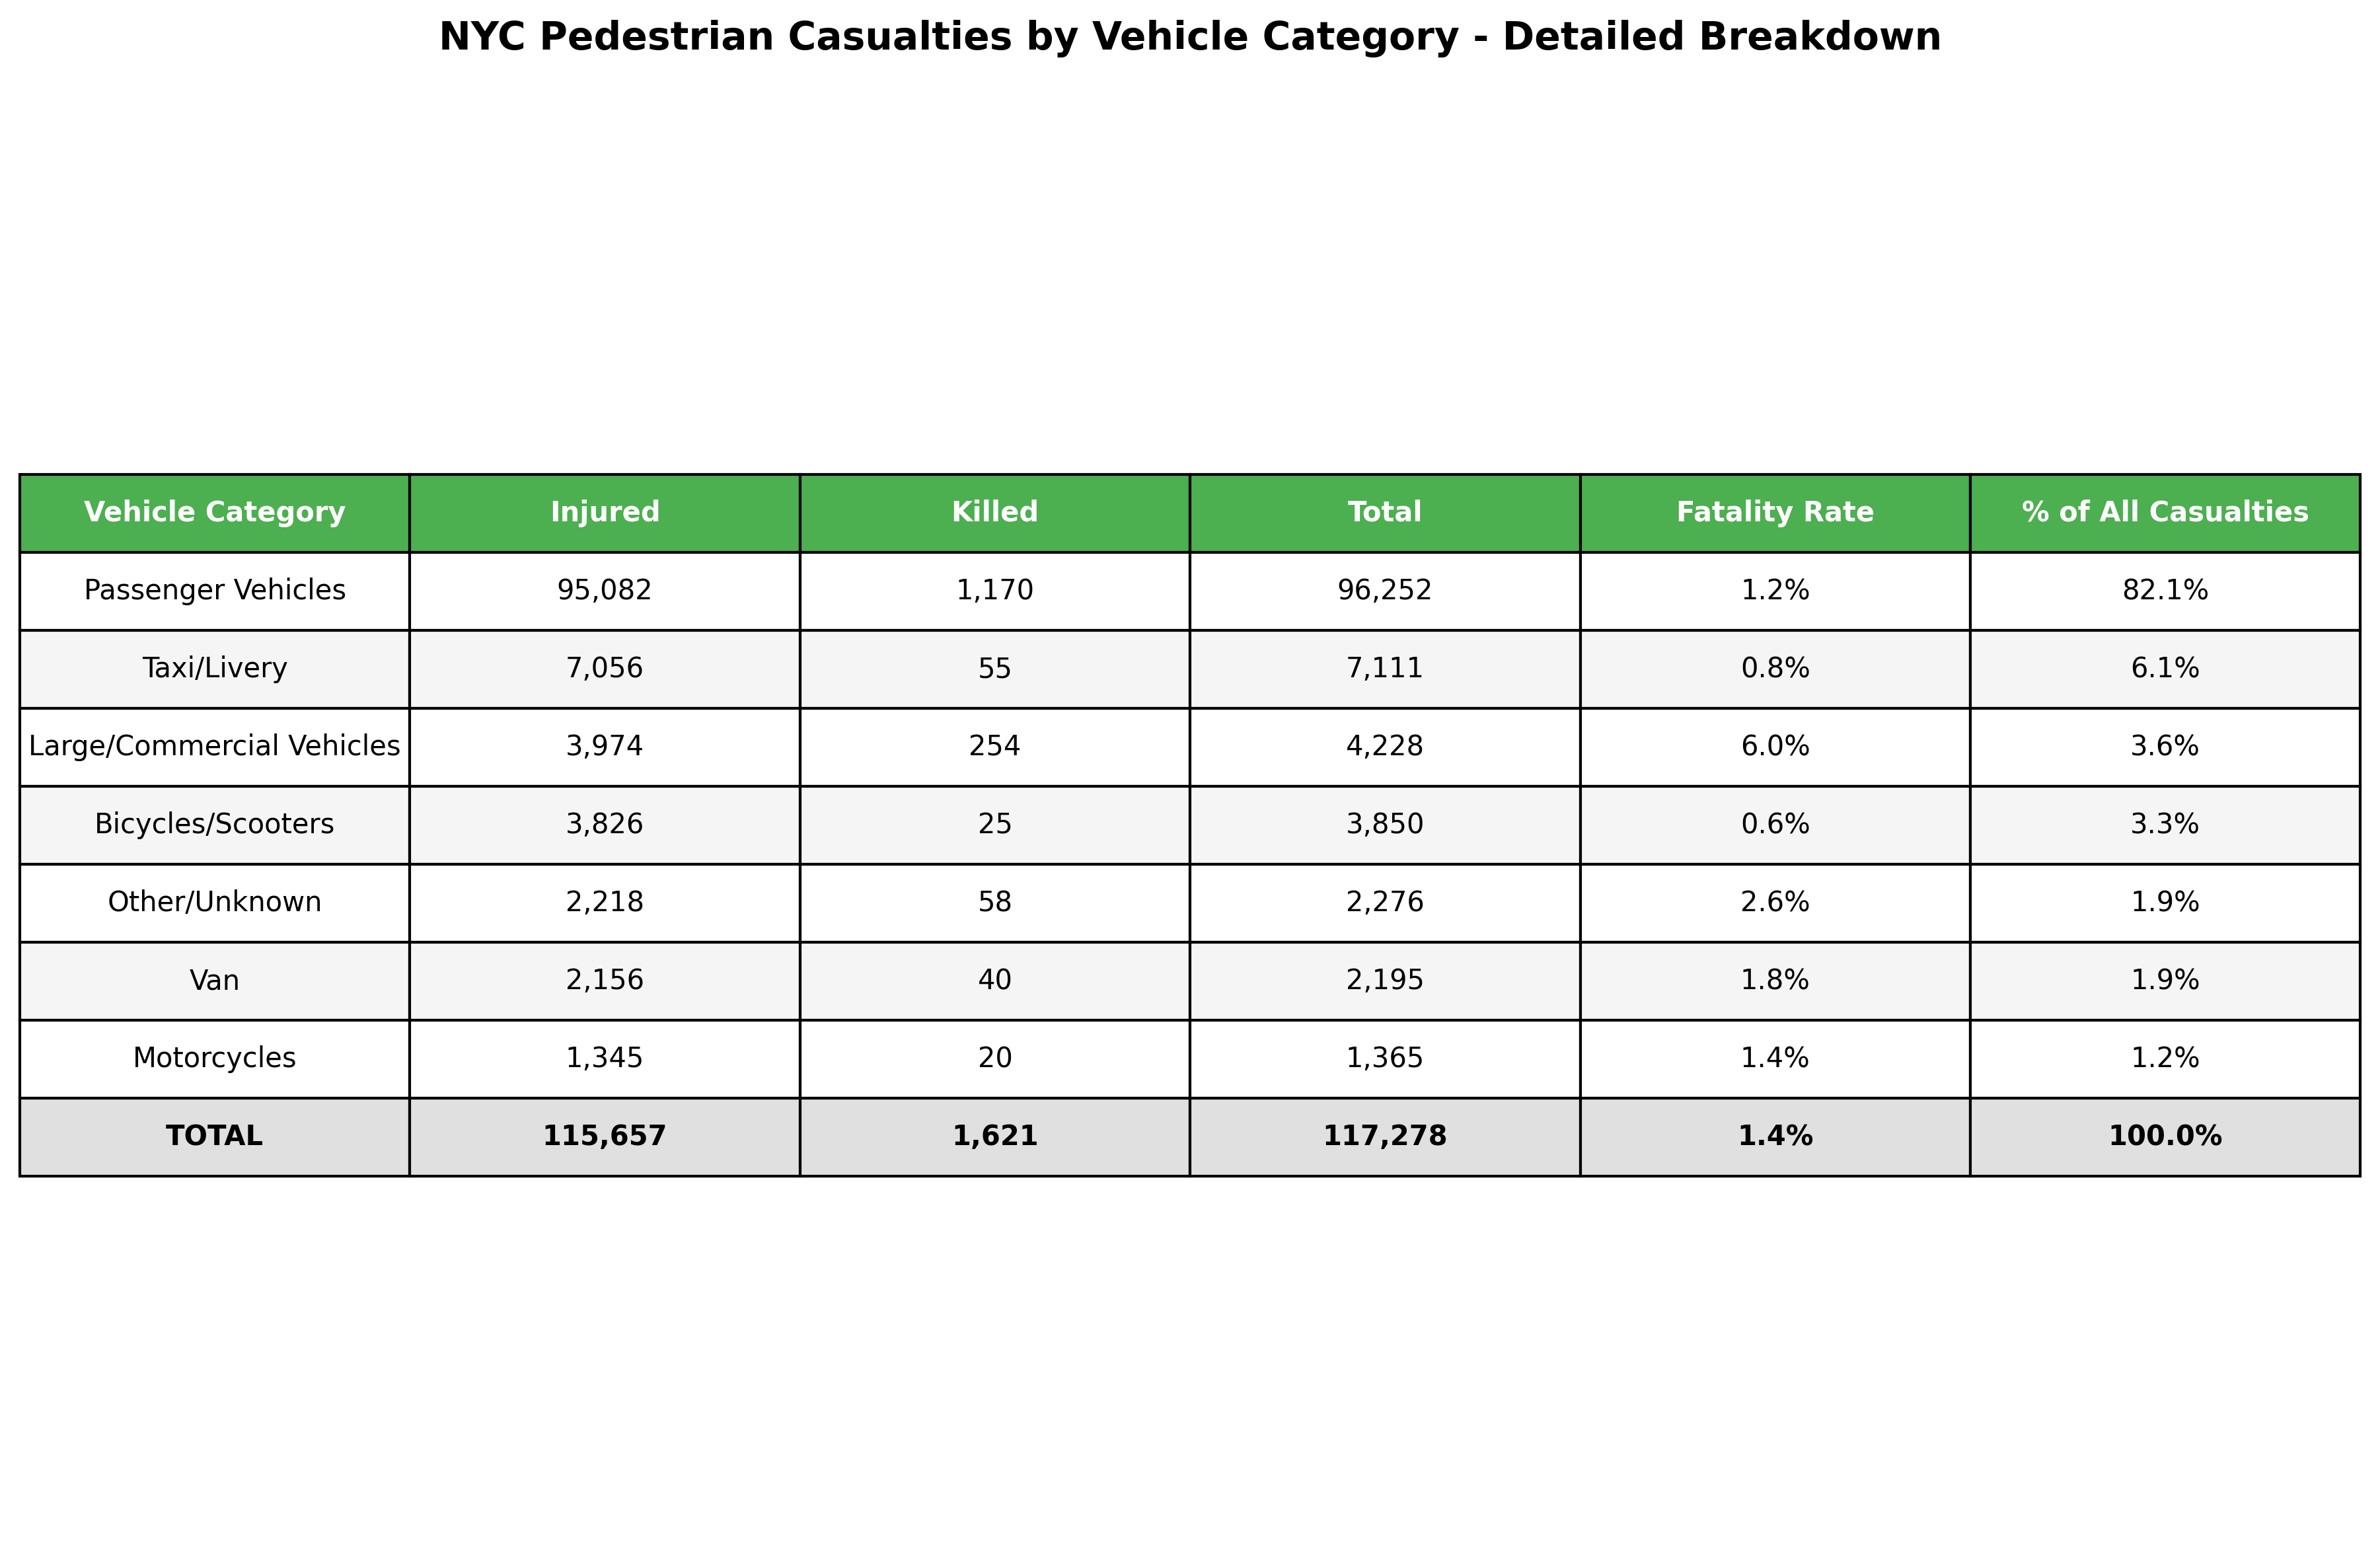 NYC Pedestrian Casualties by Vehicle Category - Detailed Breakdown
Vehicle Category Injured Killed Total Fatality Rate % of All Casualties
Passenger Vehicles 95,082 1,170 96,252 1.2% 82.1%
Taxi/Livery 7,056 55 7,111 0.8% 6.1%
Large/Commercial Vehicles 3,974 254 4,228 6.0% 3.6%
Bicycles/Scooters 3,826 25 3,850 0.6% 3.3%
Other/Unknown 2,218 58 2,276 2.6% 1.9%
Van 2,156 40 2,195 1.8% 1.9%
Motorcycles 1,345 20 1,365 1.4% 1.2%
TOTAL 115,657 1,621 117,278 1.4% 100.0%